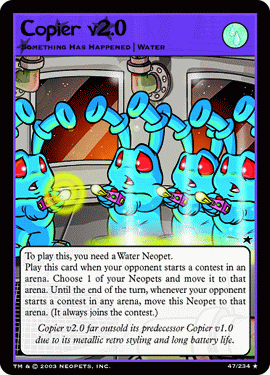 Copier v2.0
Something Has Happened | Water
To play this, you need a Water Neopet.
Play this card when your opponent starts a contest in an
arena. Choose 1 of your Neopets and move it to that
arena. Until the end of the turn, whenever your opponent
starts a contest in any arena, move this Neopet to that
arena. (It always joins the contest.)
Copier v2.0 far outsold its predecessor Copier v1.0
due to its metallic retro styling and long battery life.
TM & © 2003 NEOPETS, INC.
47/234 ★